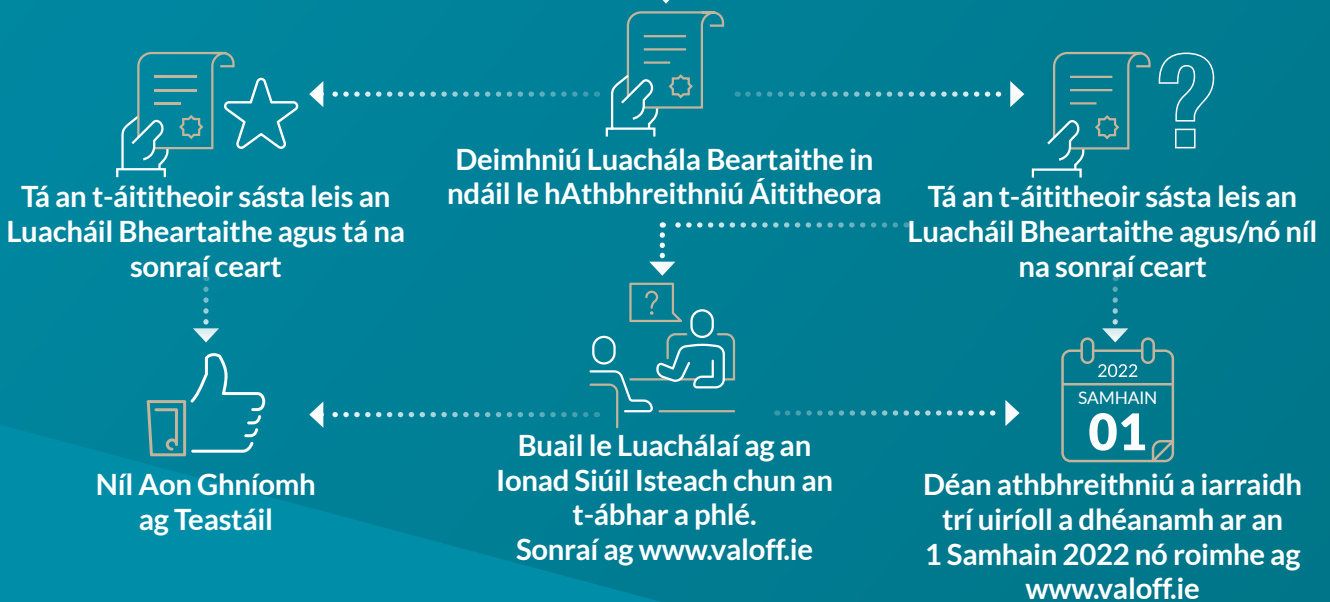 Deimhniú Luachála Beartaithe in
ndáil le hAthbhreithniú Áititheora
Tá an t-áititheoir sásta leis an
Luacháil Bheartaithe agus tá na
sonraí ceart
?
Tá an t-áititheoir sásta leis an
Luacháil Bheartaithe agus/nó níl
na sonraí ceart
Níl Aon Ghníomh
ag Teastáil
?
Buail le Luachálaí ag an
Ionad Siúil Isteach chun an
t-ábhar a phlé.
Sonraí ag www.valoff.ie
2022
SAMHAIN
01
Déan athbhreithniú a iarraidh
trí uiríoll a dhéanamh ar an
1 Samhain 2022 nó roimhe ag
www.valoff.ie